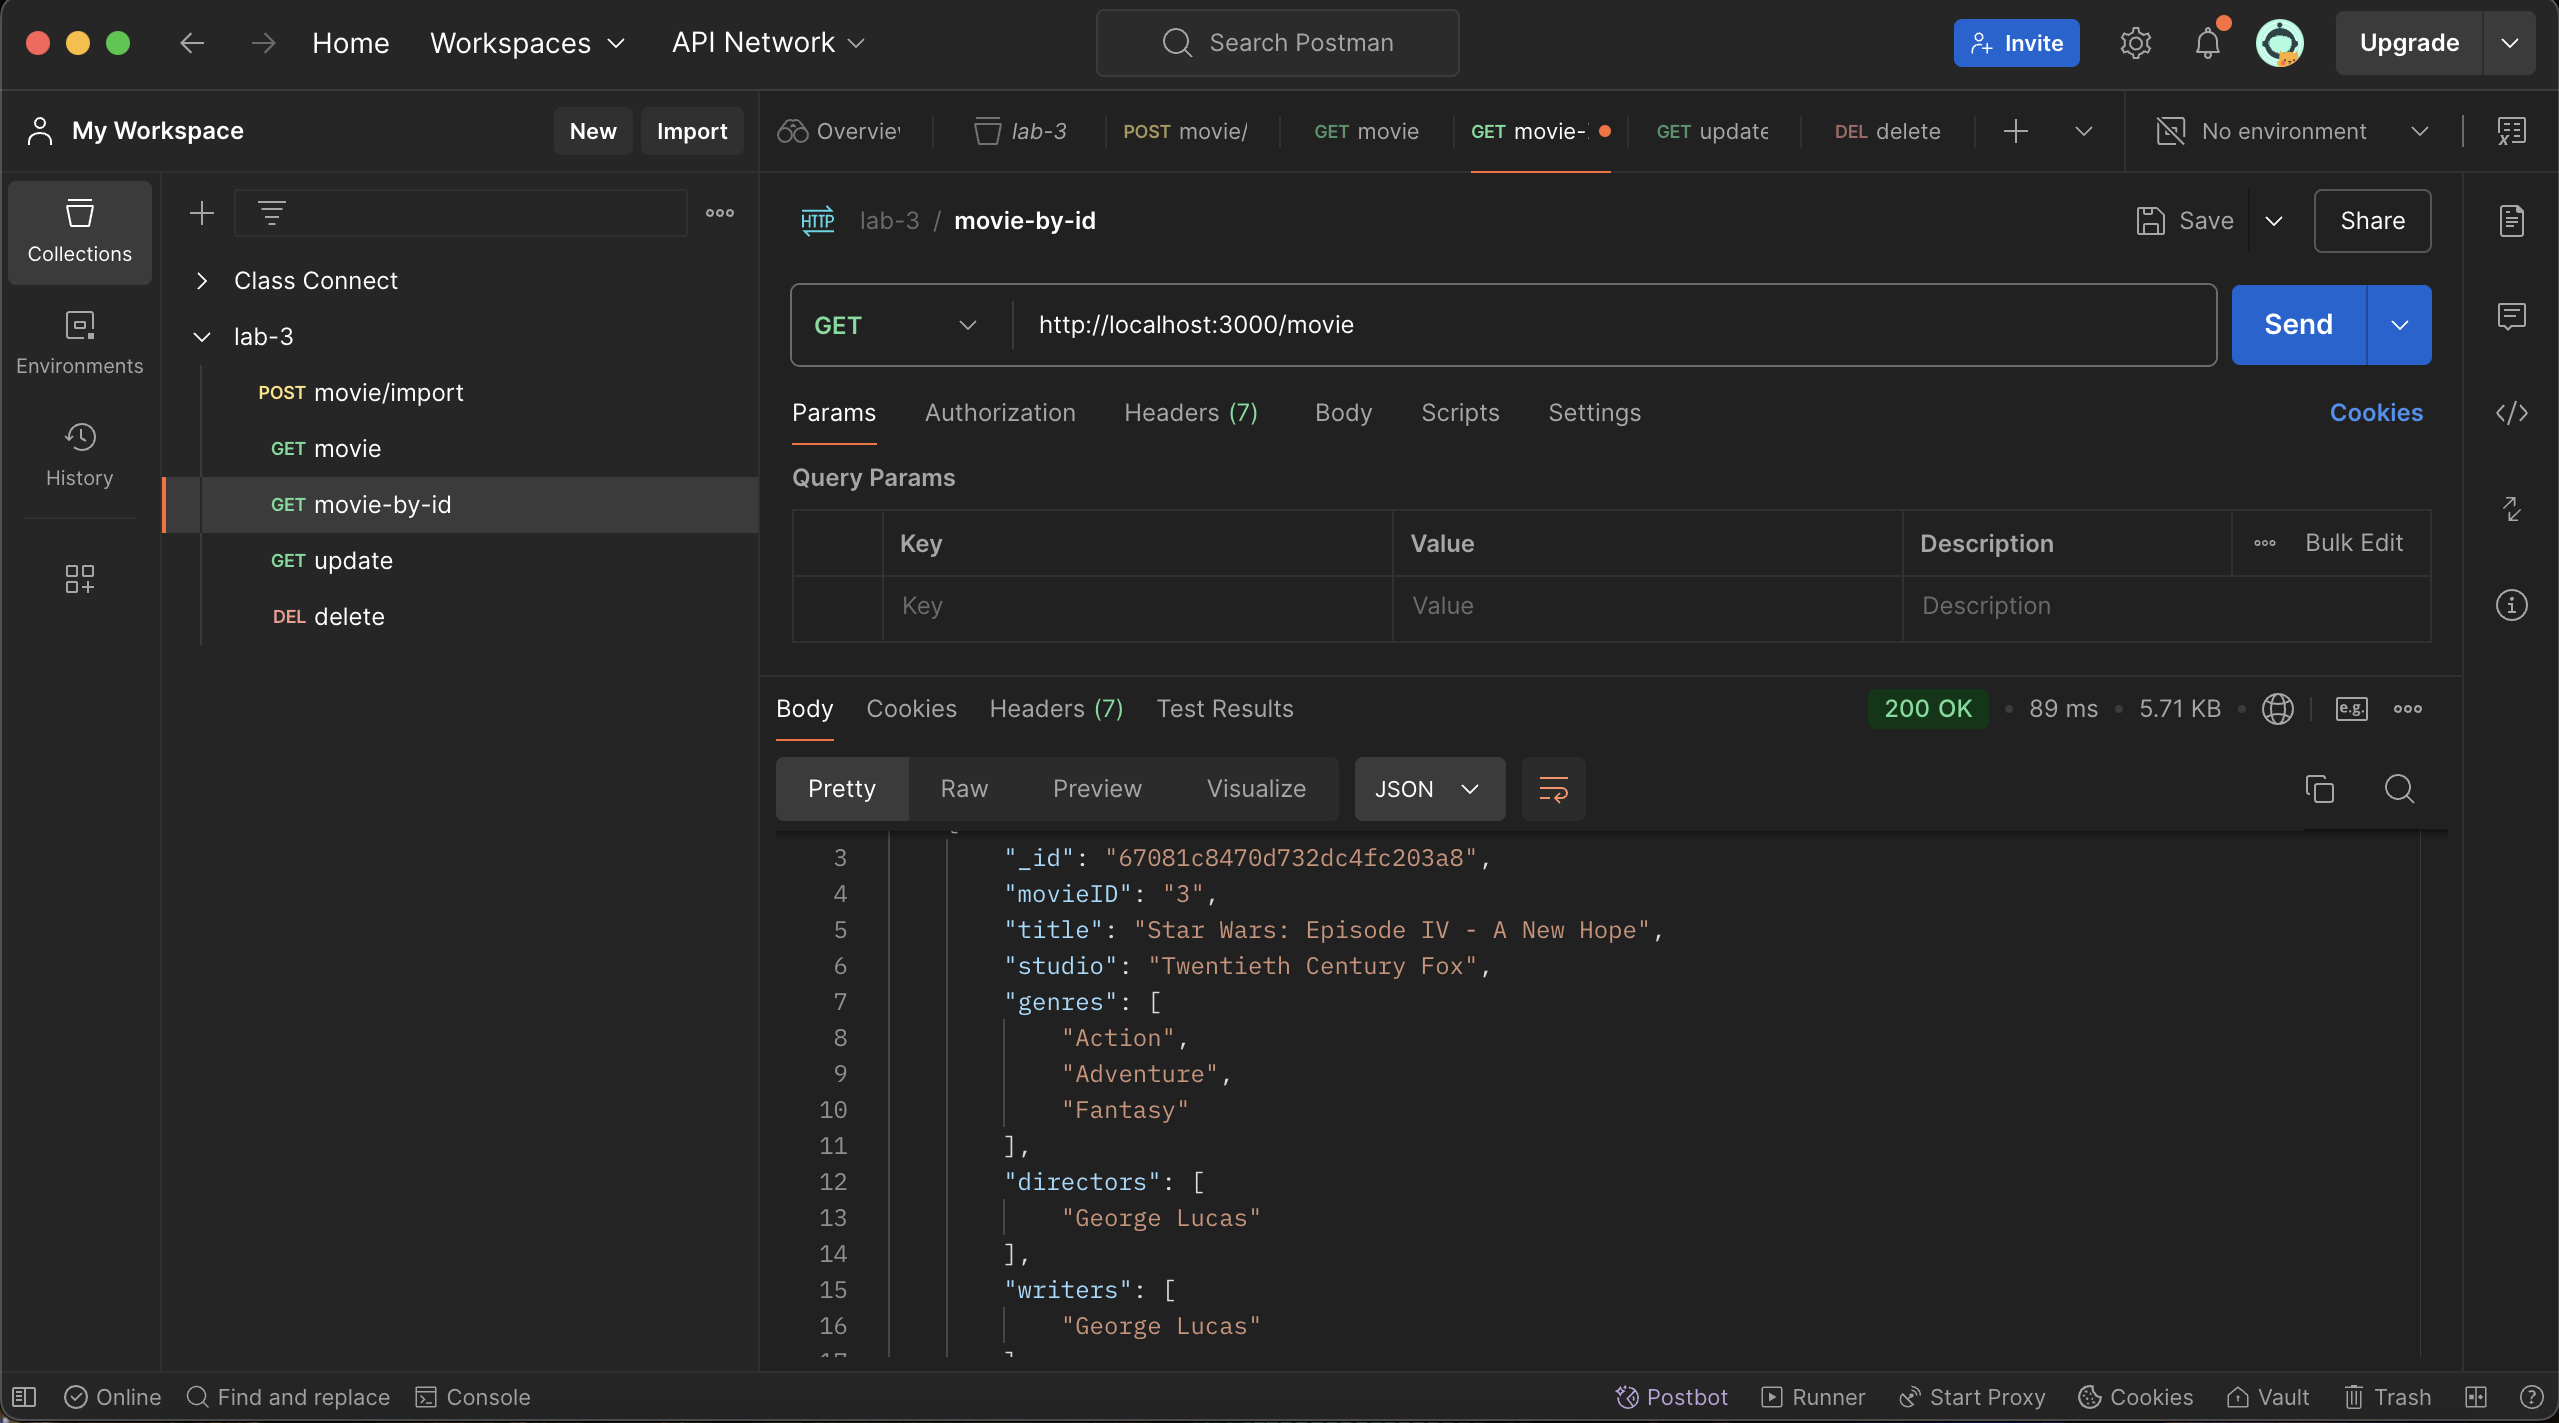 Home Workspaces API Network Search Postman Invite Upgrade
My Workspace New Import Overvie lab-3 POST movie/ GET movie GET movie- GET update DEL delete No environment
Collections
Environments
History
Class Connect
lab-3
POST movie/import
GET movie
GET movie-by-id
GET update
DEL delete
HTTP lab-3 / movie-by-id Save Share
GET http://localhost:3000/movie Send
Params Authorization Headers (7) Body Scripts Settings Cookies
Query Params
Key Value Description Bulk Edit
Key Value Description
Body Cookies Headers (7) Test Results 200 OK • 89 ms • 5.71 KB • e.g.
Pretty Raw Preview Visualize JSON
3 "_id": "67081c8470d732dc4fc203a8",
4 "movieID": "3",
5 "title": "Star Wars: Episode IV - A New Hope",
6 "studio": "Twentieth Century Fox",
7 "genres": [
8 "Action",
9 "Adventure",
10 "Fantasy"
11 ],
12 "directors": [
13 "George Lucas"
14 ],
15 "writers": [
16 "George Lucas"
Online Find and replace Console Postbot Runner Start Proxy Cookies Vault Trash